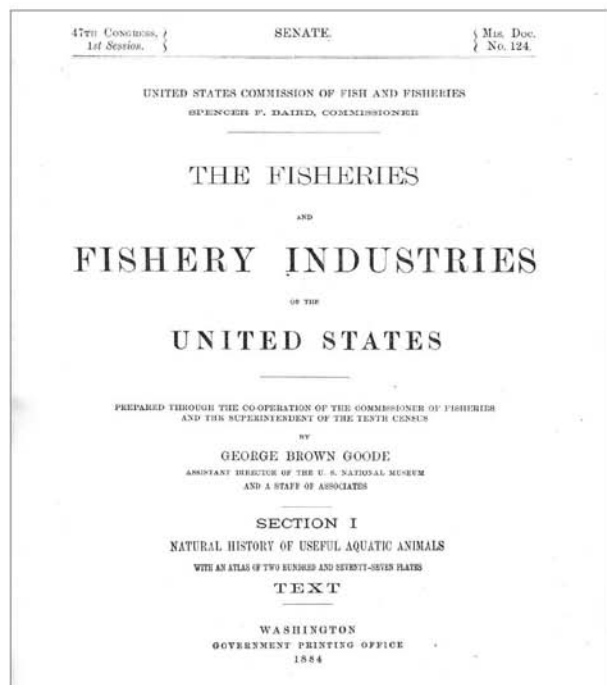 47TH CONGRESS,
1st Session.
SENATE.
MIS. DOC.
No. 124.
UNITED STATES COMMISSION OF FISH AND FISHERIES
SPENCER F. BAIRD, COMMISSIONER
THE FISHERIES
AND
FISHERY INDUSTRIES
OF THE
UNITED STATES
PREPARED THROUGH THE CO-OPERATION OF THE COMMISSIONER OF FISHERIES
AND THE SUPERINTENDENT OF THE TENTH CENSUS
BY
GEORGE BROWN GOODE
ASSISTANT DIRECTOR OF THE U. S. NATIONAL MUSEUM
AND A STAFF OF ASSOCIATES
SECTION I
NATURAL HISTORY OF USEFUL AQUATIC ANIMALS
WITH AN ATLAS OF TWO HUNDRED AND SEVENTY-SEVEN PLATES
TEXT
WASHINGTON
GOVERNMENT PRINTING OFFICE
1884